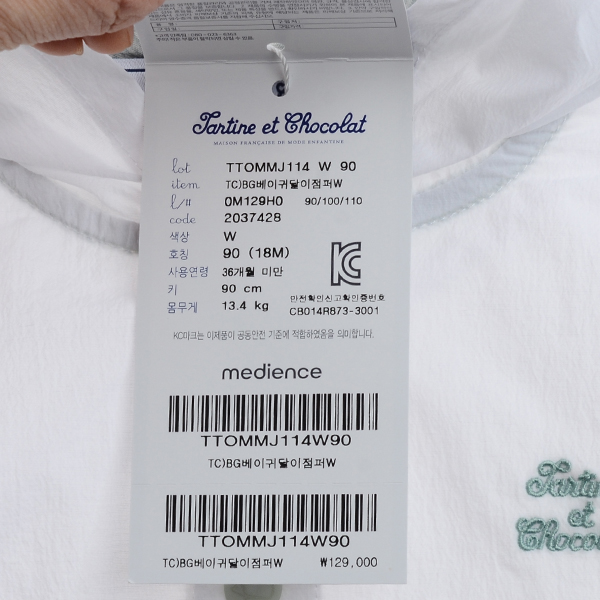 품명
Tartine et Chocolat
MAISON FRANÇAISE DE MODE ENFANTINE
lot TTOMMJ114 W 90
item TC)BG베이귀달이점퍼W
l/# 0M129H0 90/100/110
code 2037428
색상 W
호칭 90 (18M)
사용연령 36개월 미만
키 90 cm
몸무게 13.4 kg
안전확인신고확인증번호
CB014R873-3001
KC마크는 이제품이 공통안전 기준에 적합하였음을 의미합니다.
medience
TTOMMJ114W90
TC)BG베이귀달이점퍼W
TTOMMJ114W90
TC)BG베이귀달이점퍼W ₩129,000
Tartine
et
Chocolat